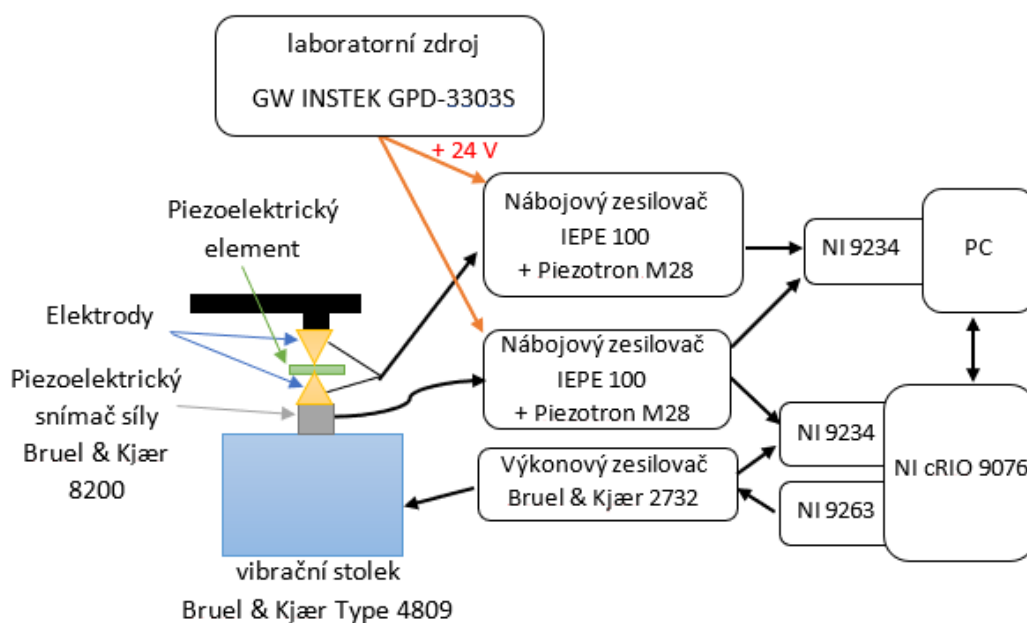 laboratorní zdroj
GW INSTEK GPD-3303S
+ 24 V
Piezoelektrický
element
Nábojový zesilovač
IEPE 100
+ Piezotron M28
NI 9234
PC
Elektrody
Nábojový zesilovač
IEPE 100
+ Piezotron M28
Piezoelektrický
snímač síly
Bruel & Kjær
8200
NI 9234
NI cRIO 9076
Výkonový zesilovač
Bruel & Kjær 2732
NI 9263
vibrační stolek
Bruel & Kjær Type 4809